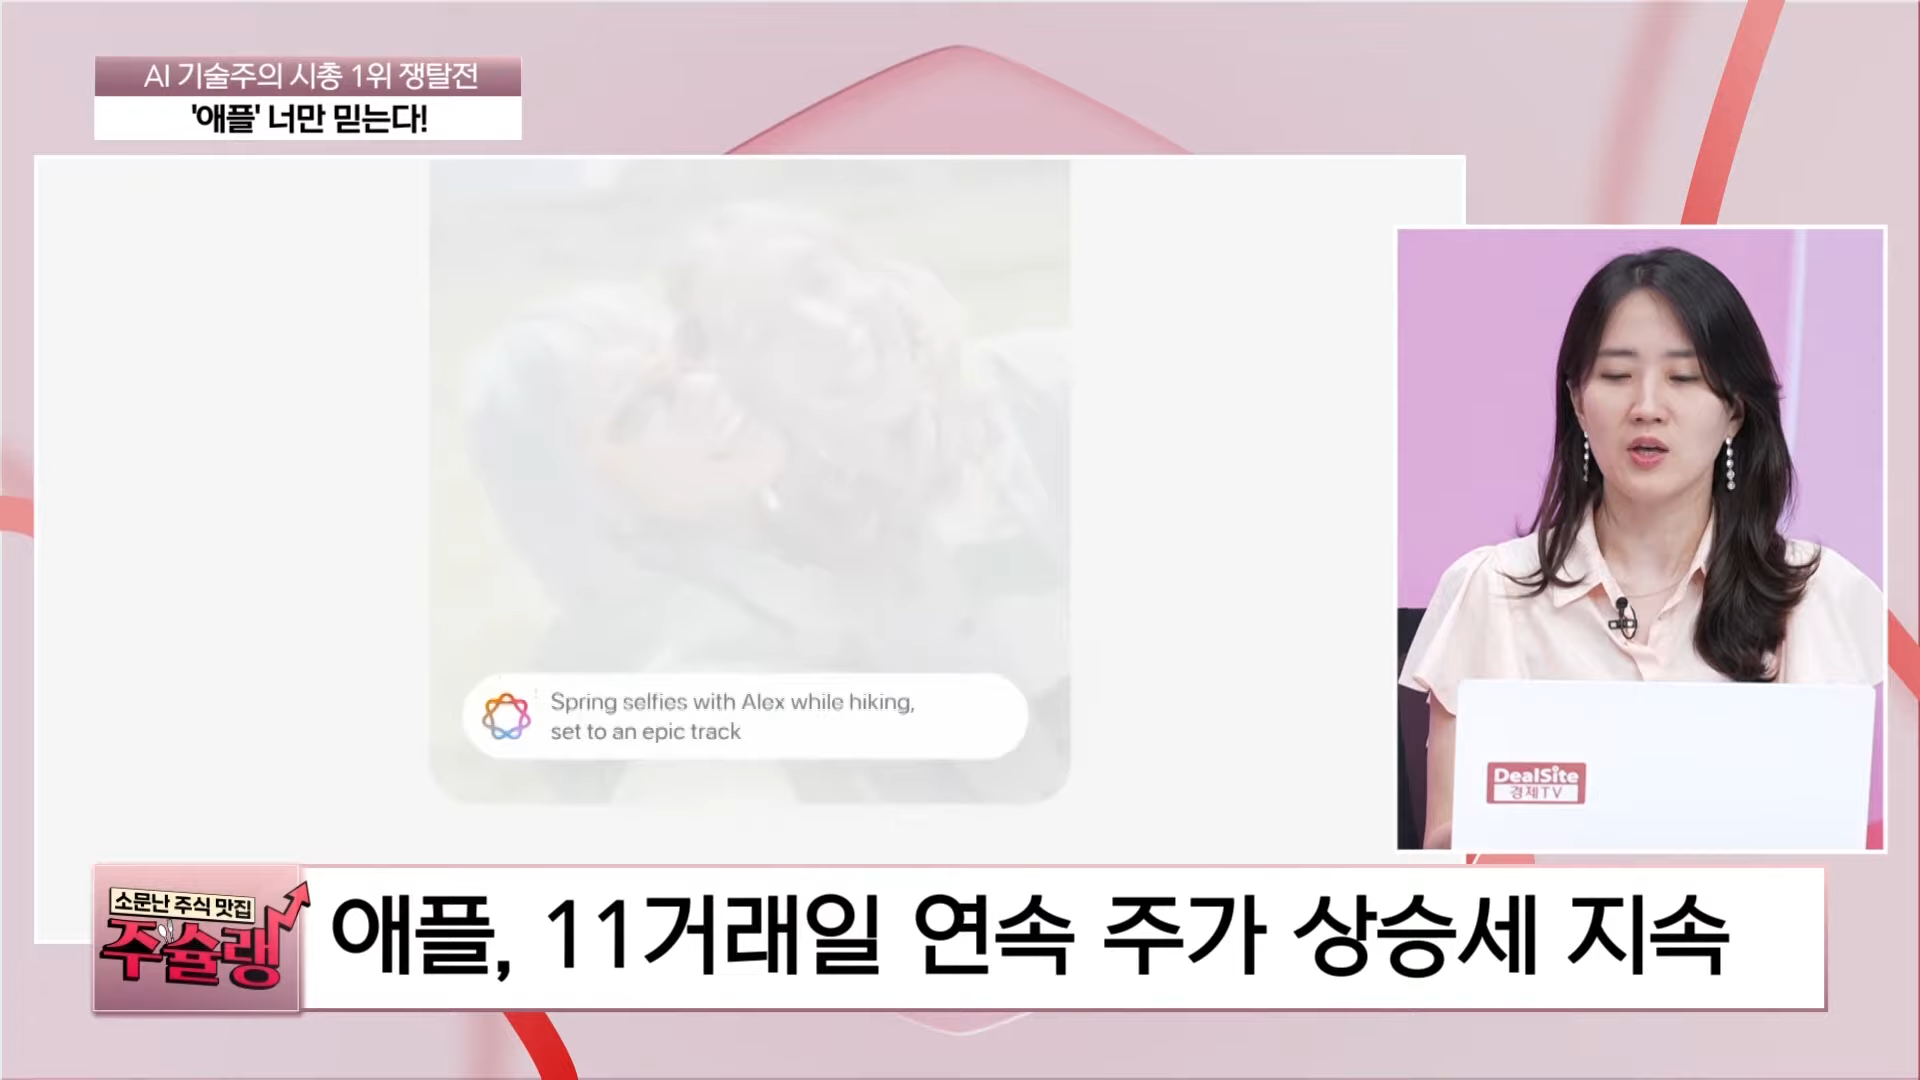 AI 기술주의 시총 1위 쟁탈전
'애플' 너만 믿는다!
Spring selfies with Alex while hiking,
set to an epic track
DealSite
경제TV
소문난 주식 맛집
주슐랭
애플, 11거래일 연속 주가 상승세 지속